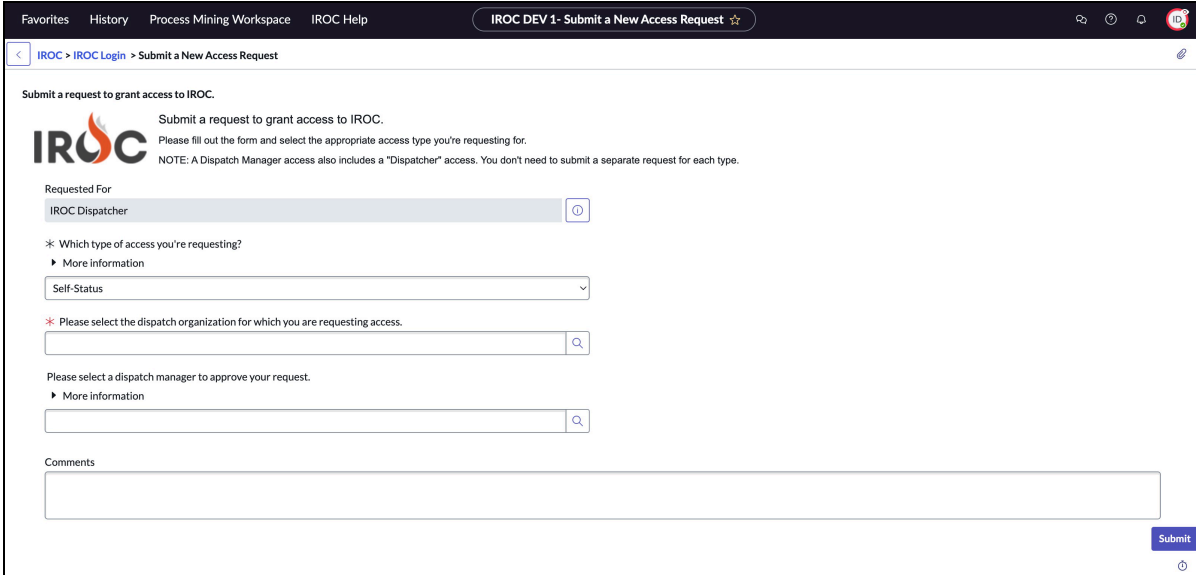 Favorites History Process Mining Workspace IROC Help IROC DEV 1- Submit a New Access Request ID
IROC > IROC Login > Submit a New Access Request
Submit a request to grant access to IROC.
IROC
Submit a request to grant access to IROC.
Please fill out the form and select the appropriate access type you're requesting for.
NOTE: A Dispatch Manager access also includes a "Dispatcher" access. You don't need to submit a separate request for each type.
Requested For
IROC Dispatcher
Which type of access you're requesting?
More information
Self-Status
Please select the dispatch organization for which you are requesting access.
Please select a dispatch manager to approve your request.
More information
Comments
Submit